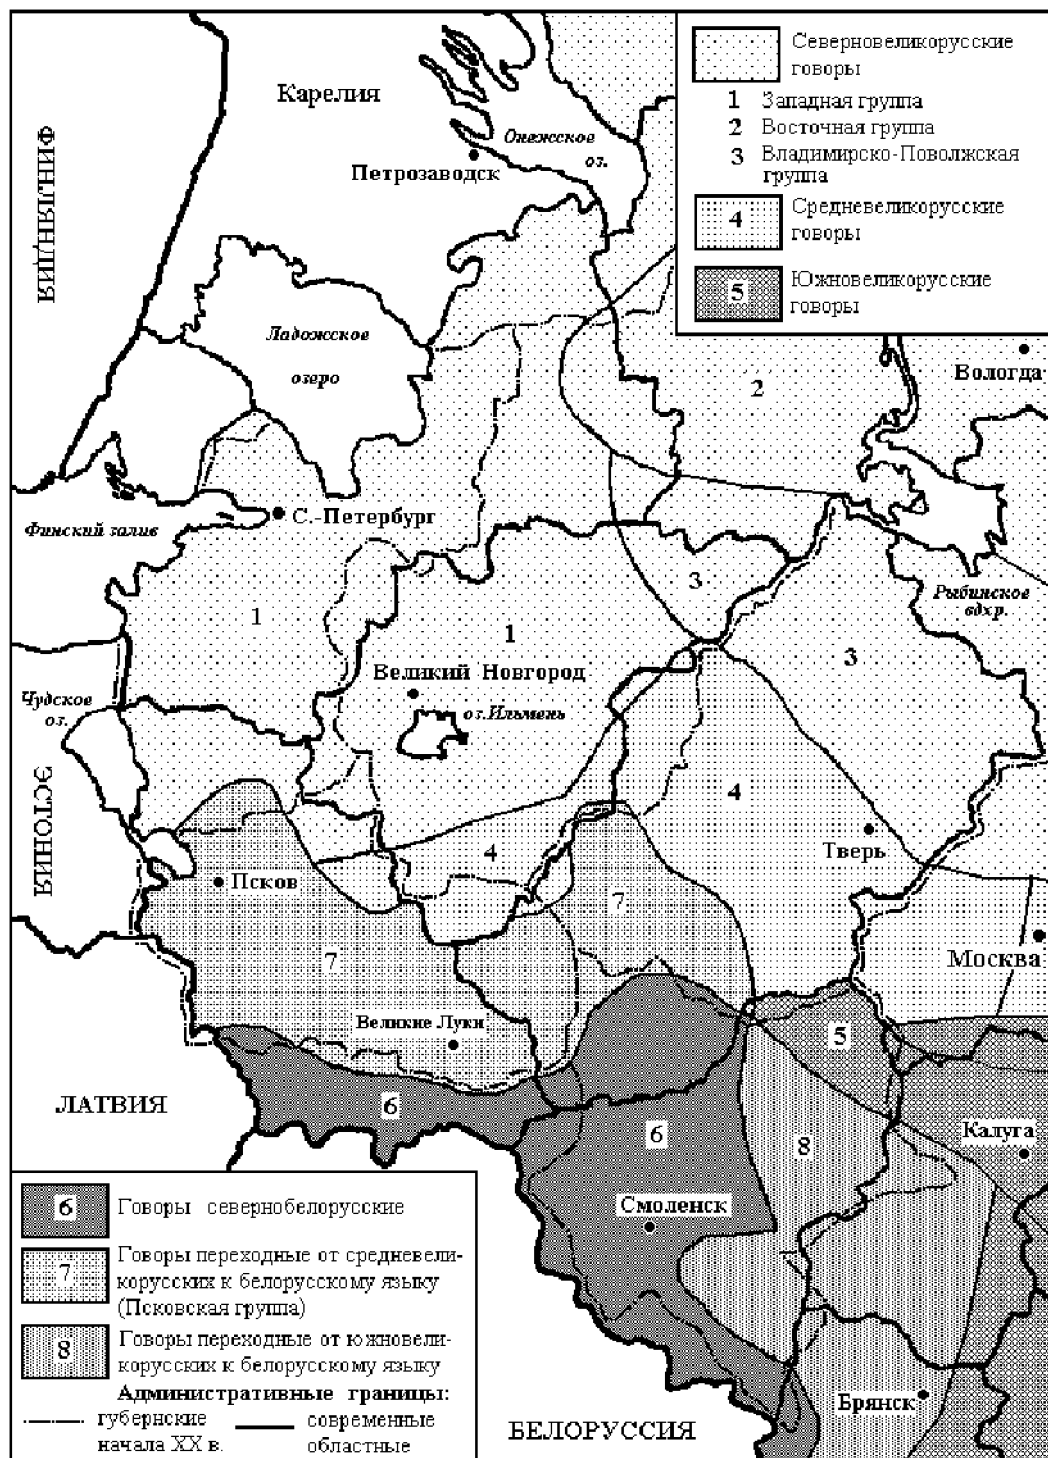 Северновеликорусские
говоры
1 Западная группа
2 Восточная группа
3 Владимирско-Поволжская
группа
4 Средневеликорусские
говоры
5 Южновеликорусские
говоры
Карелия
Онежское
оз.
Петрозаводск
ФИНЛЯНДИЯ
Ладожское
озеро
2
Вологда
Финский залив
С.-Петербург
3
Рыбинское
вдхр.
1
1
3
Великий Новгород
Чудское
оз.
оз.Ильмень
ЭСТОНИЯ
4
Тверь
4
Псков
7
7
Москва
Великие Луки
5
ЛАТВИЯ
6
6
8
Калуга
Смоленск
Брянск
БЕЛОРУССИЯ
6 Говоры севернобелорусские
7 Говоры переходные от средневели-
корусских к белорусскому языку
(Псковская группа)
8 Говоры переходные от южновели-
корусских к белорусскому языку
Административные границы:
губернские
начала XX в.
современные
областные